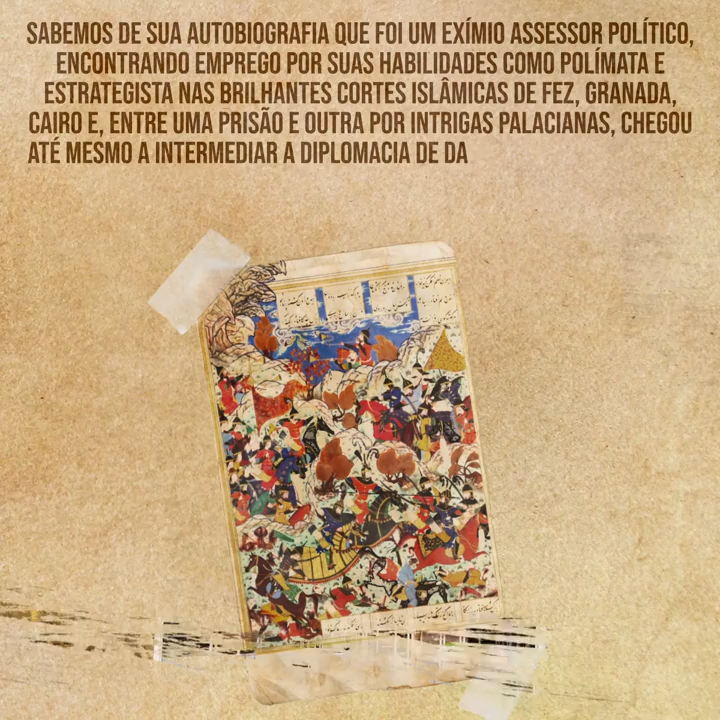 SABEMOS DE SUA AUTOBIOGRAFIA QUE FOI UM EXÍMIO ASSESSOR POLÍTICO,
ENCONTRANDO EMPREGO POR SUAS HABILIDADES COMO POLÍMATA E
ESTRATEGISTA NAS BRILHANTES CORTES ISLÂMICAS DE FEZ, GRANADA,
CAIRO E, ENTRE UMA PRISÃO E OUTRA POR INTRIGAS PALACIANAS, CHEGOU
ATÉ MESMO A INTERMEDIAR A DIPLOMACIA DE DA